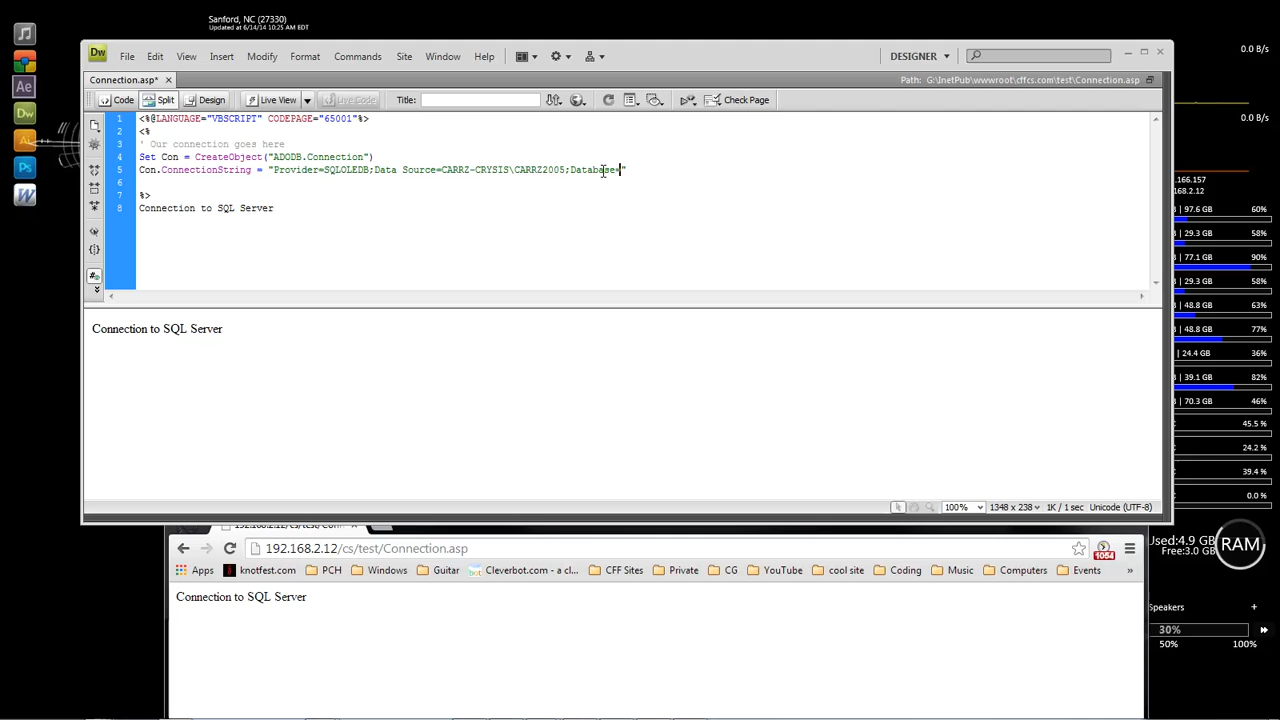 Sanford, NC (27330)
Updated at 6/14/14 10:25 AM EDT
Dw
File Edit View Insert Modify Format Commands Site Window Help
DESIGNER
Connection.asp*
Path: G:\InetPub\wwwroot\cffcs.com\test\Connection.asp
Code Split Design Live View Live Code Title: Check Page
1 <%@LANGUAGE="VBSCRIPT" CODEPAGE="65001"%>
2 <%
3 ' Our connection goes here
4 Set Con = CreateObject("ADODB.Connection")
5 Con.ConnectionString = "Provider=SQLOLEDB;Data Source=CARRZ-CRYSIS\CARRZ2005;Database="
6
7 %>
8 Connection to SQL Server
Connection to SQL Server
100% 1348 x 238 1K / 1 sec Unicode (UTF-8)
192.168.2.12/cs/test/Connection.asp
1054
Apps knotfest.com PCH Windows Guitar Cleverbot.com - a cl... CFF Sites Private CG YouTube cool site Coding Music Computers Events »
Connection to SQL Server
Ae
Dw
Ai
Ps
W
0.0 B/s
0.0 B/s
.166.157
168.2.12
| 97.6 GB 60%
| 29.3 GB 58%
| 77.1 GB 90%
| 29.3 GB 58%
| 48.8 GB 63%
| 48.8 GB 77%
| 24.4 GB 36%
| 39.1 GB 82%
| 70.3 GB 46%
45.5 %
24.2 %
39.4 %
0.0 %
Used:4.9 GB
Free:3.0 GB
RAM
Speakers +
30%
50% 100%